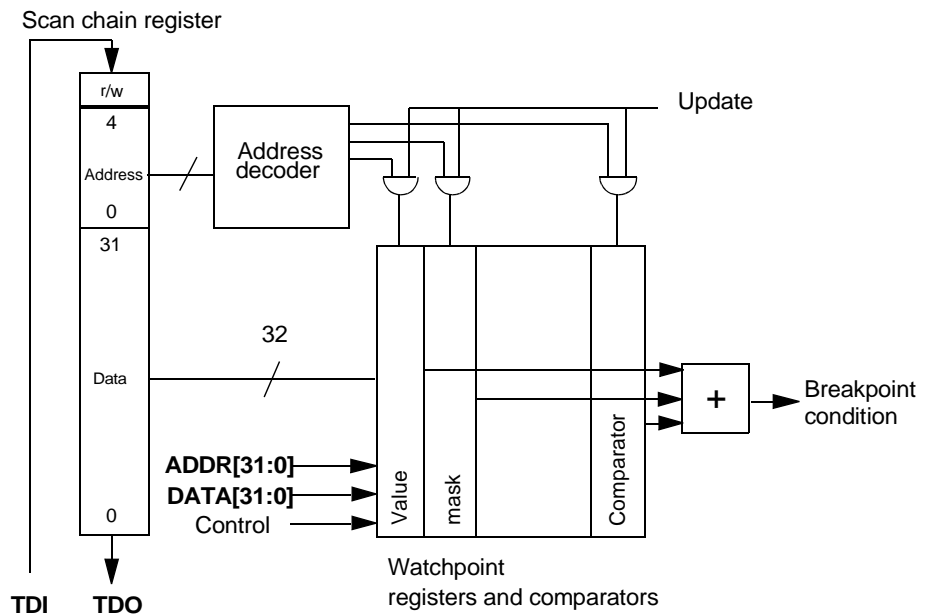 Scan chain register
r/w
4
Address
0
31
Data
0
TDI
TDO
Address
decoder
Update
32
ADDR[31:0]
DATA[31:0]
Control
Value
mask
Comparator
+
Breakpoint
condition
Watchpoint
registers and comparators